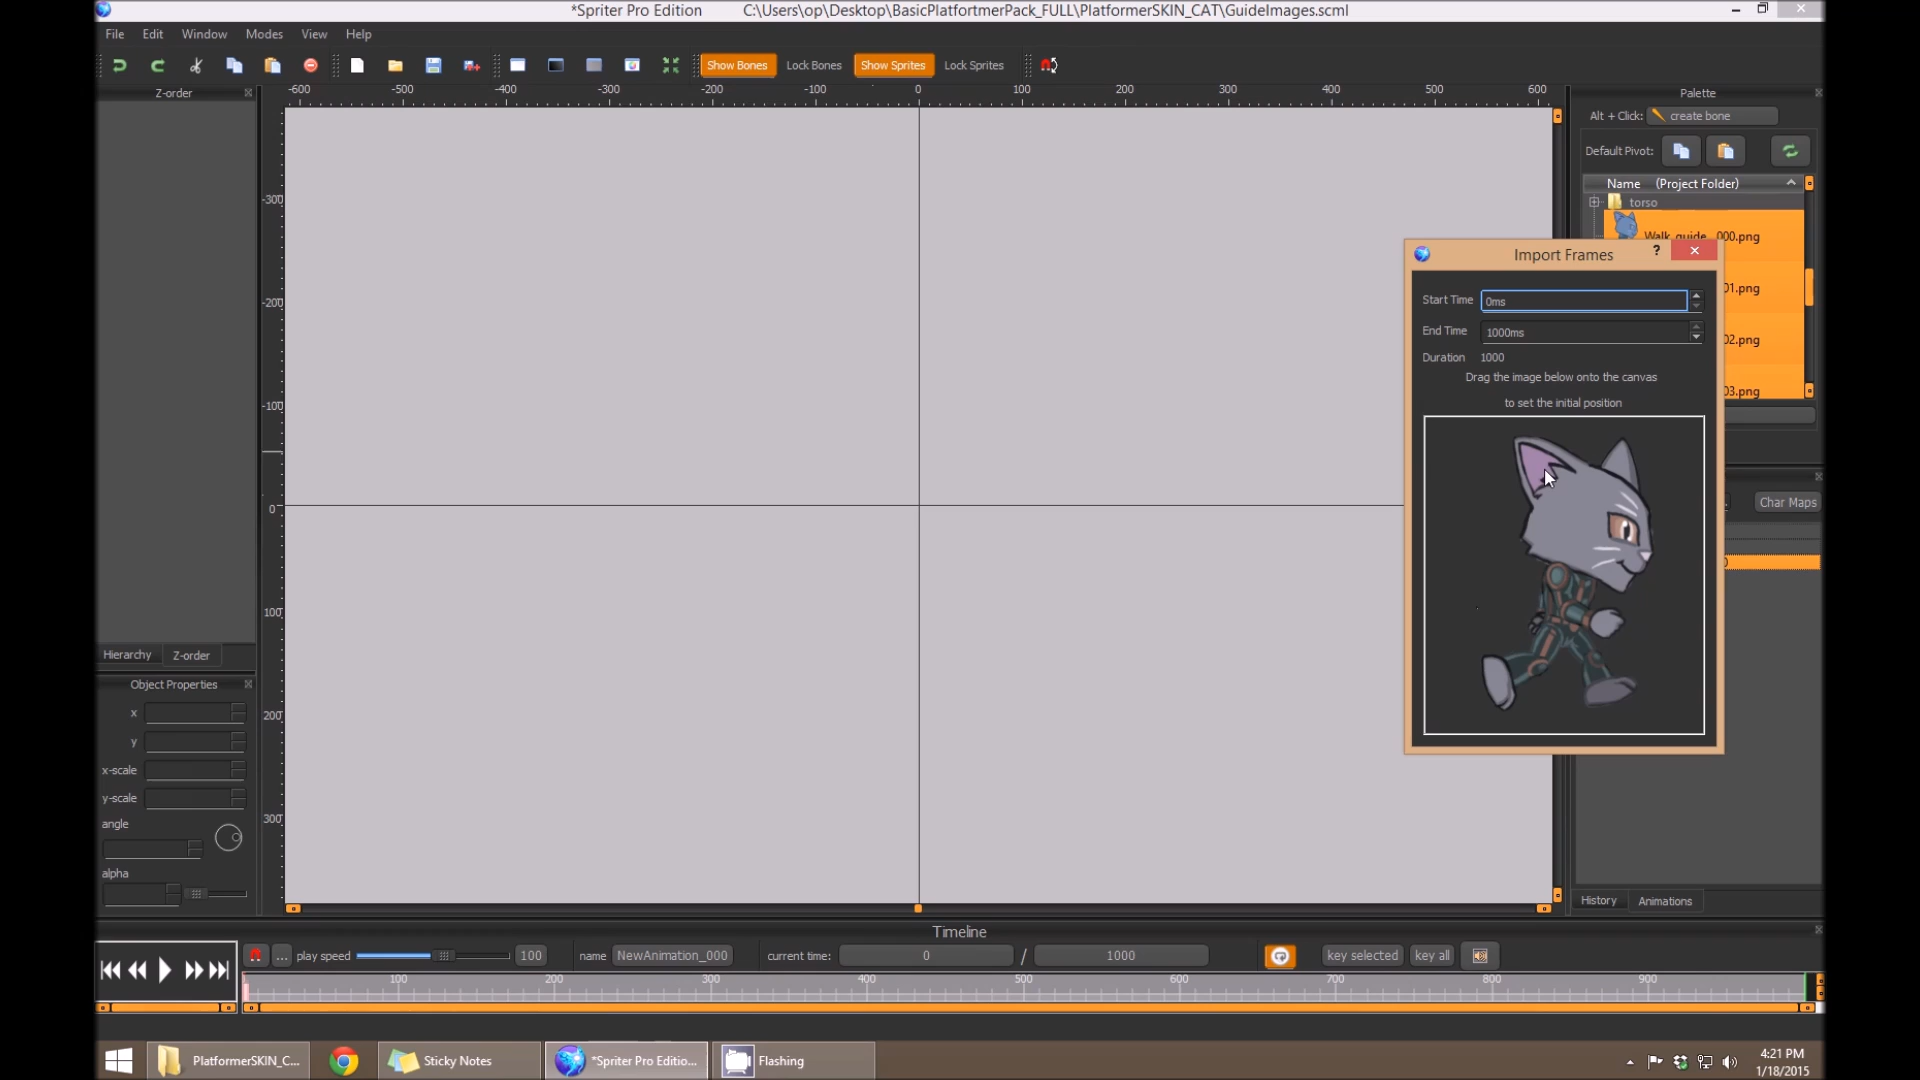 *Spriter Pro Edition C:\Users\op\Desktop\BasicPlatfortmerPack_FULL\PlatformerSKIN_CAT\GuideImages.scml
File Edit Window Modes View Help
Show Bones Lock Bones Show Sprites Lock Sprites
Z-order
-600 -500 -400 -300 -200 -100 0 100 200 300 400 500 600
Palette
Alt + Click: create bone
Default Pivot:
Name (Project Folder)
torso
Walk_guide__000.png
01.png
02.png
03.png
-300
-200
-100
0
100
200
300
Import Frames ?
Start Time 0ms
End Time 1000ms
Duration 1000
Drag the image below onto the canvas
to set the initial position
Char Maps
Hierarchy Z-order
Object Properties
x
y
x-scale
y-scale
angle
alpha
History Animations
Timeline
... play speed 100 name NewAnimation_000 current time: 0 / 1000 key selected key all
100 200 300 400 500 600 700 800 900
PlatformerSKIN_C... Sticky Notes *Spriter Pro Editio... Flashing
4:21 PM
1/18/2015